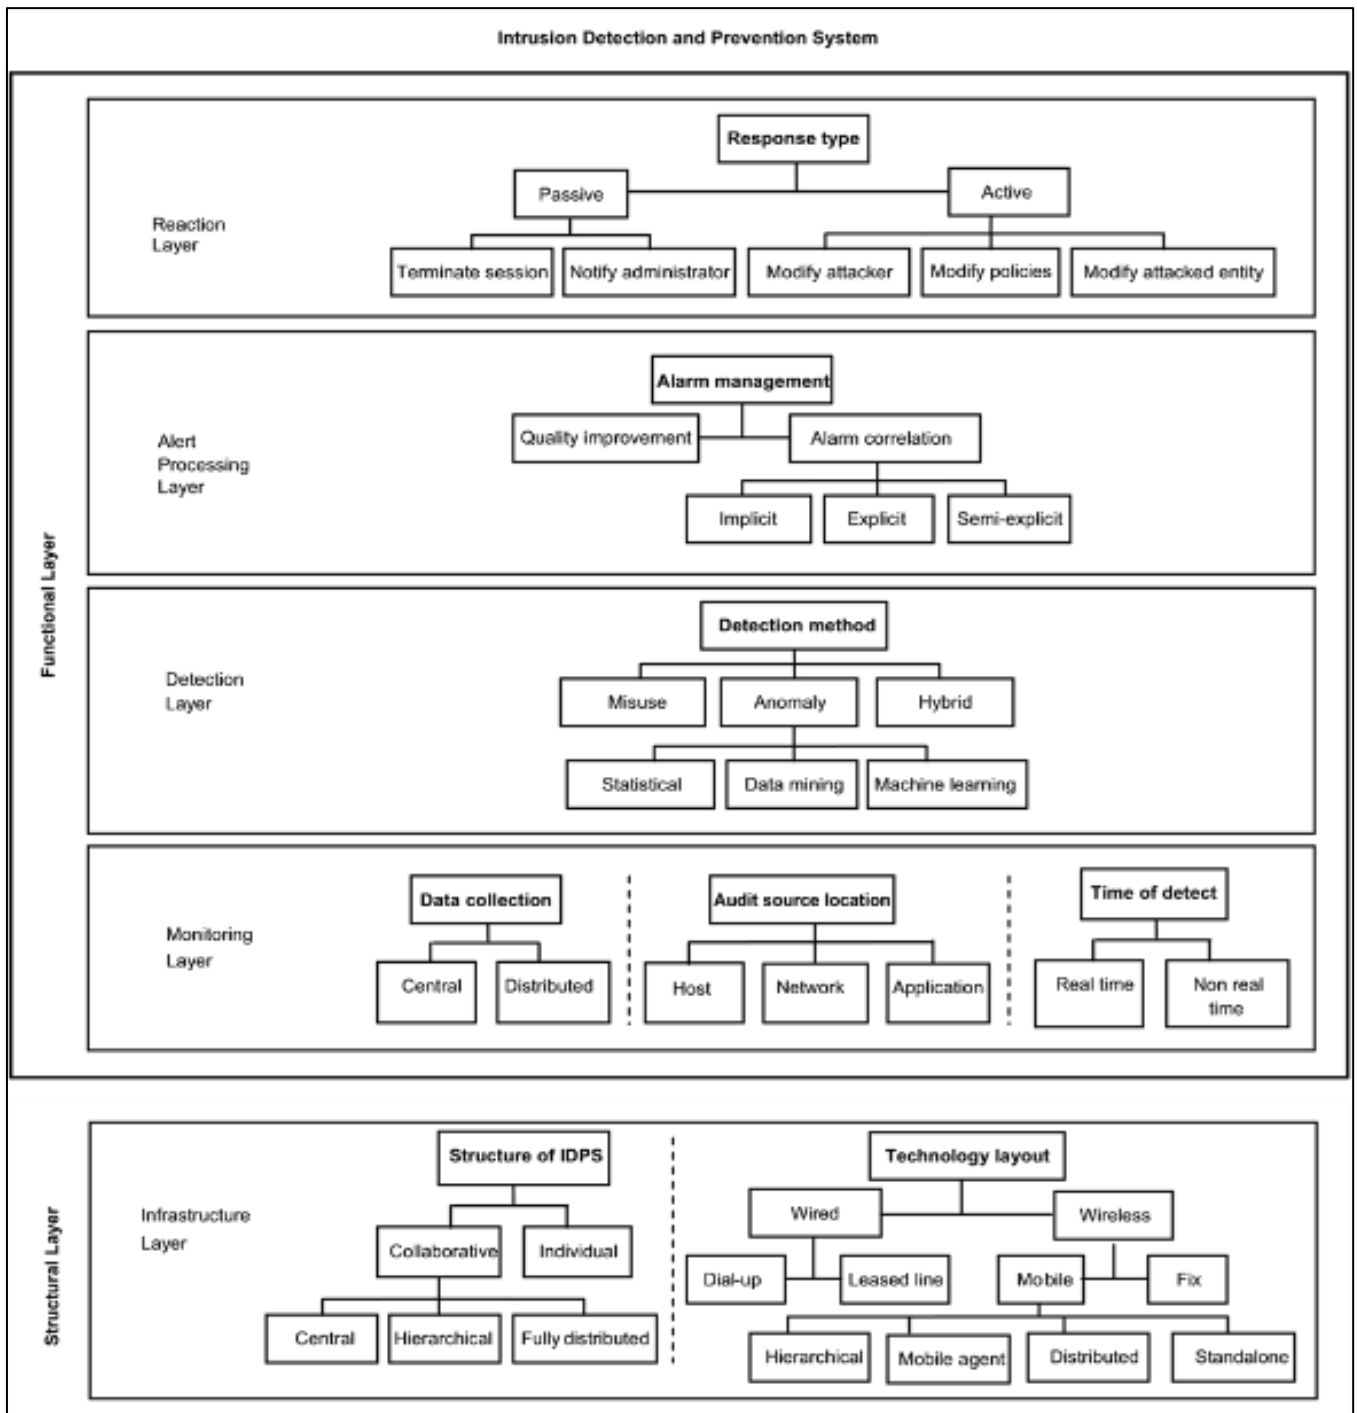 Intrusion Detection and Prevention System
Functional Layer
Reaction
Layer
Response type
Passive
Active
Terminate session
Notify administrator
Modify attacker
Modify policies
Modify attacked entity
Alert
Processing
Layer
Alarm management
Quality improvement
Alarm correlation
Implicit
Explicit
Semi-explicit
Detection
Layer
Detection method
Misuse
Anomaly
Hybrid
Statistical
Data mining
Machine learning
Monitoring
Layer
Data collection
Central
Distributed
Audit source location
Host
Network
Application
Time of detect
Real time
Non real
time
Structural Layer
Infrastructure
Layer
Structure of IDPS
Collaborative
Individual
Central
Hierarchical
Fully distributed
Technology layout
Wired
Wireless
Dial-up
Leased line
Mobile
Fix
Hierarchical
Mobile agent
Distributed
Standalone